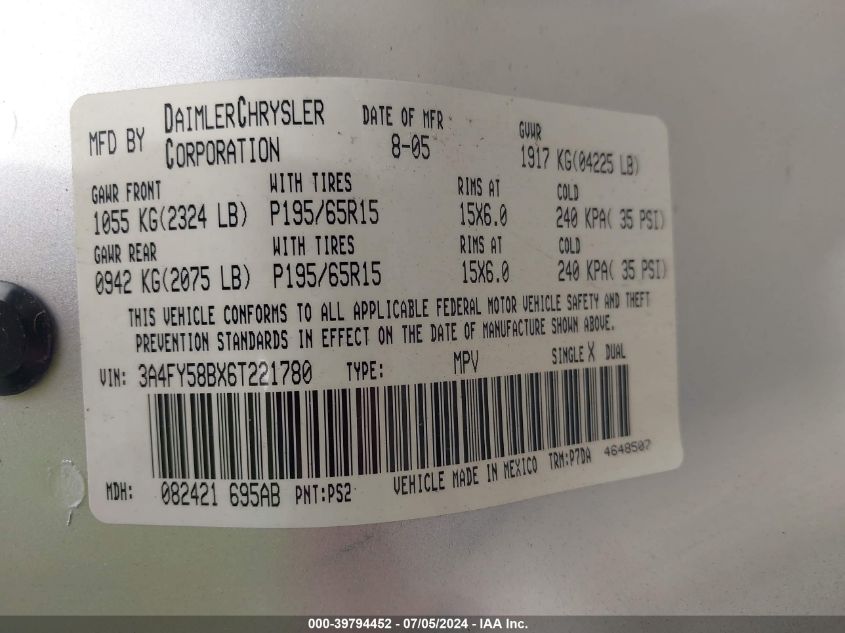 MFD BY DAIMLERCHRYSLER CORPORATION DATE OF MFR 8-05 GVWR 1917 KG(04225 LB)
GAWR FRONT WITH TIRES RIMS AT COLD
1055 KG(2324 LB) P195/65R15 15X6.0 240 KPA( 35 PSI)
GAWR REAR WITH TIRES RIMS AT COLD
0942 KG(2075 LB) P195/65R15 15X6.0 240 KPA( 35 PSI)
THIS VEHICLE CONFORMS TO ALL APPLICABLE FEDERAL MOTOR VEHICLE SAFETY AND THEFT
PREVENTION STANDARDS IN EFFECT ON THE DATE OF MANUFACTURE SHOWN ABOVE.
VIN: 3A4FY58BX6T221780 TYPE: MPV SINGLE X DUAL
MDH: 082421 695AB PNT:PS2 VEHICLE MADE IN MEXICO TRM:P7DA 4648507
000-39794452 - 07/05/2024 - IAA Inc.